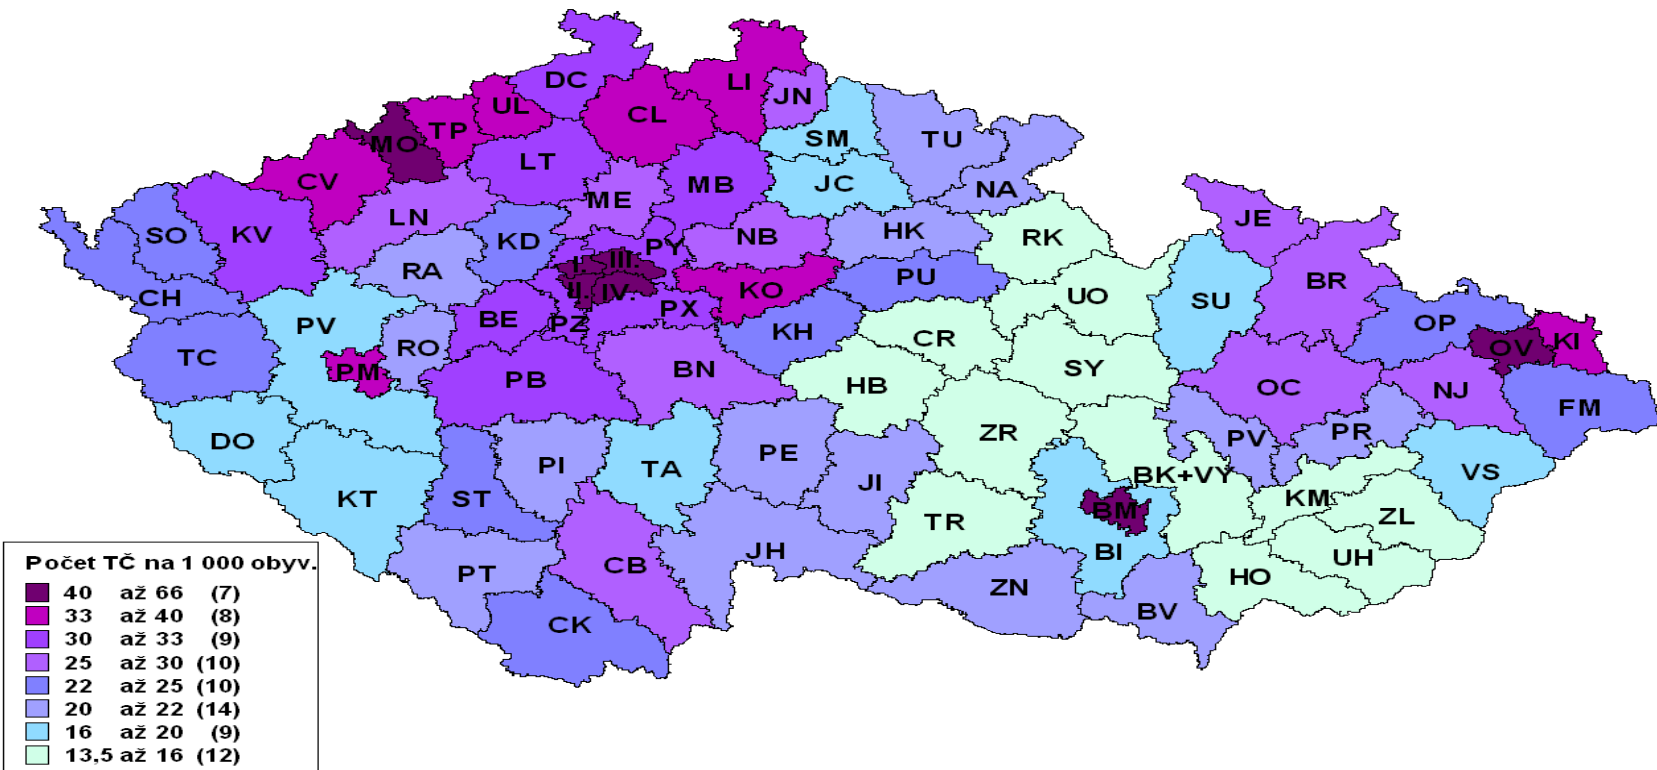 DC
LI
JN
UL
CL
TP
MO
SM
TU
LT
CV
MB
JC
NA
ME
LN
JE
SO
KV
KD
PY
NB
HK
RK
I.
III.
RA
BR
PU
II.
IV.
KO
CH
UO
SU
PX
PV
BE
PZ
OP
KH
CR
RO
OV
KI
TC
PM
BN
SY
PB
HB
OC
NJ
FM
DO
ZR
PV
PR
PE
PI
TA
VS
BK+VY
JI
KT
ST
KM
BM
ZL
TR
JH
BI
UH
CB
PT
HO
ZN
BV
CK
Počet TČ na 1 000 obyv.
40 až 66 (7)
33 až 40 (8)
30 až 33 (9)
25 až 30 (10)
22 až 25 (10)
20 až 22 (14)
16 až 20 (9)
13,5 až 16 (12)